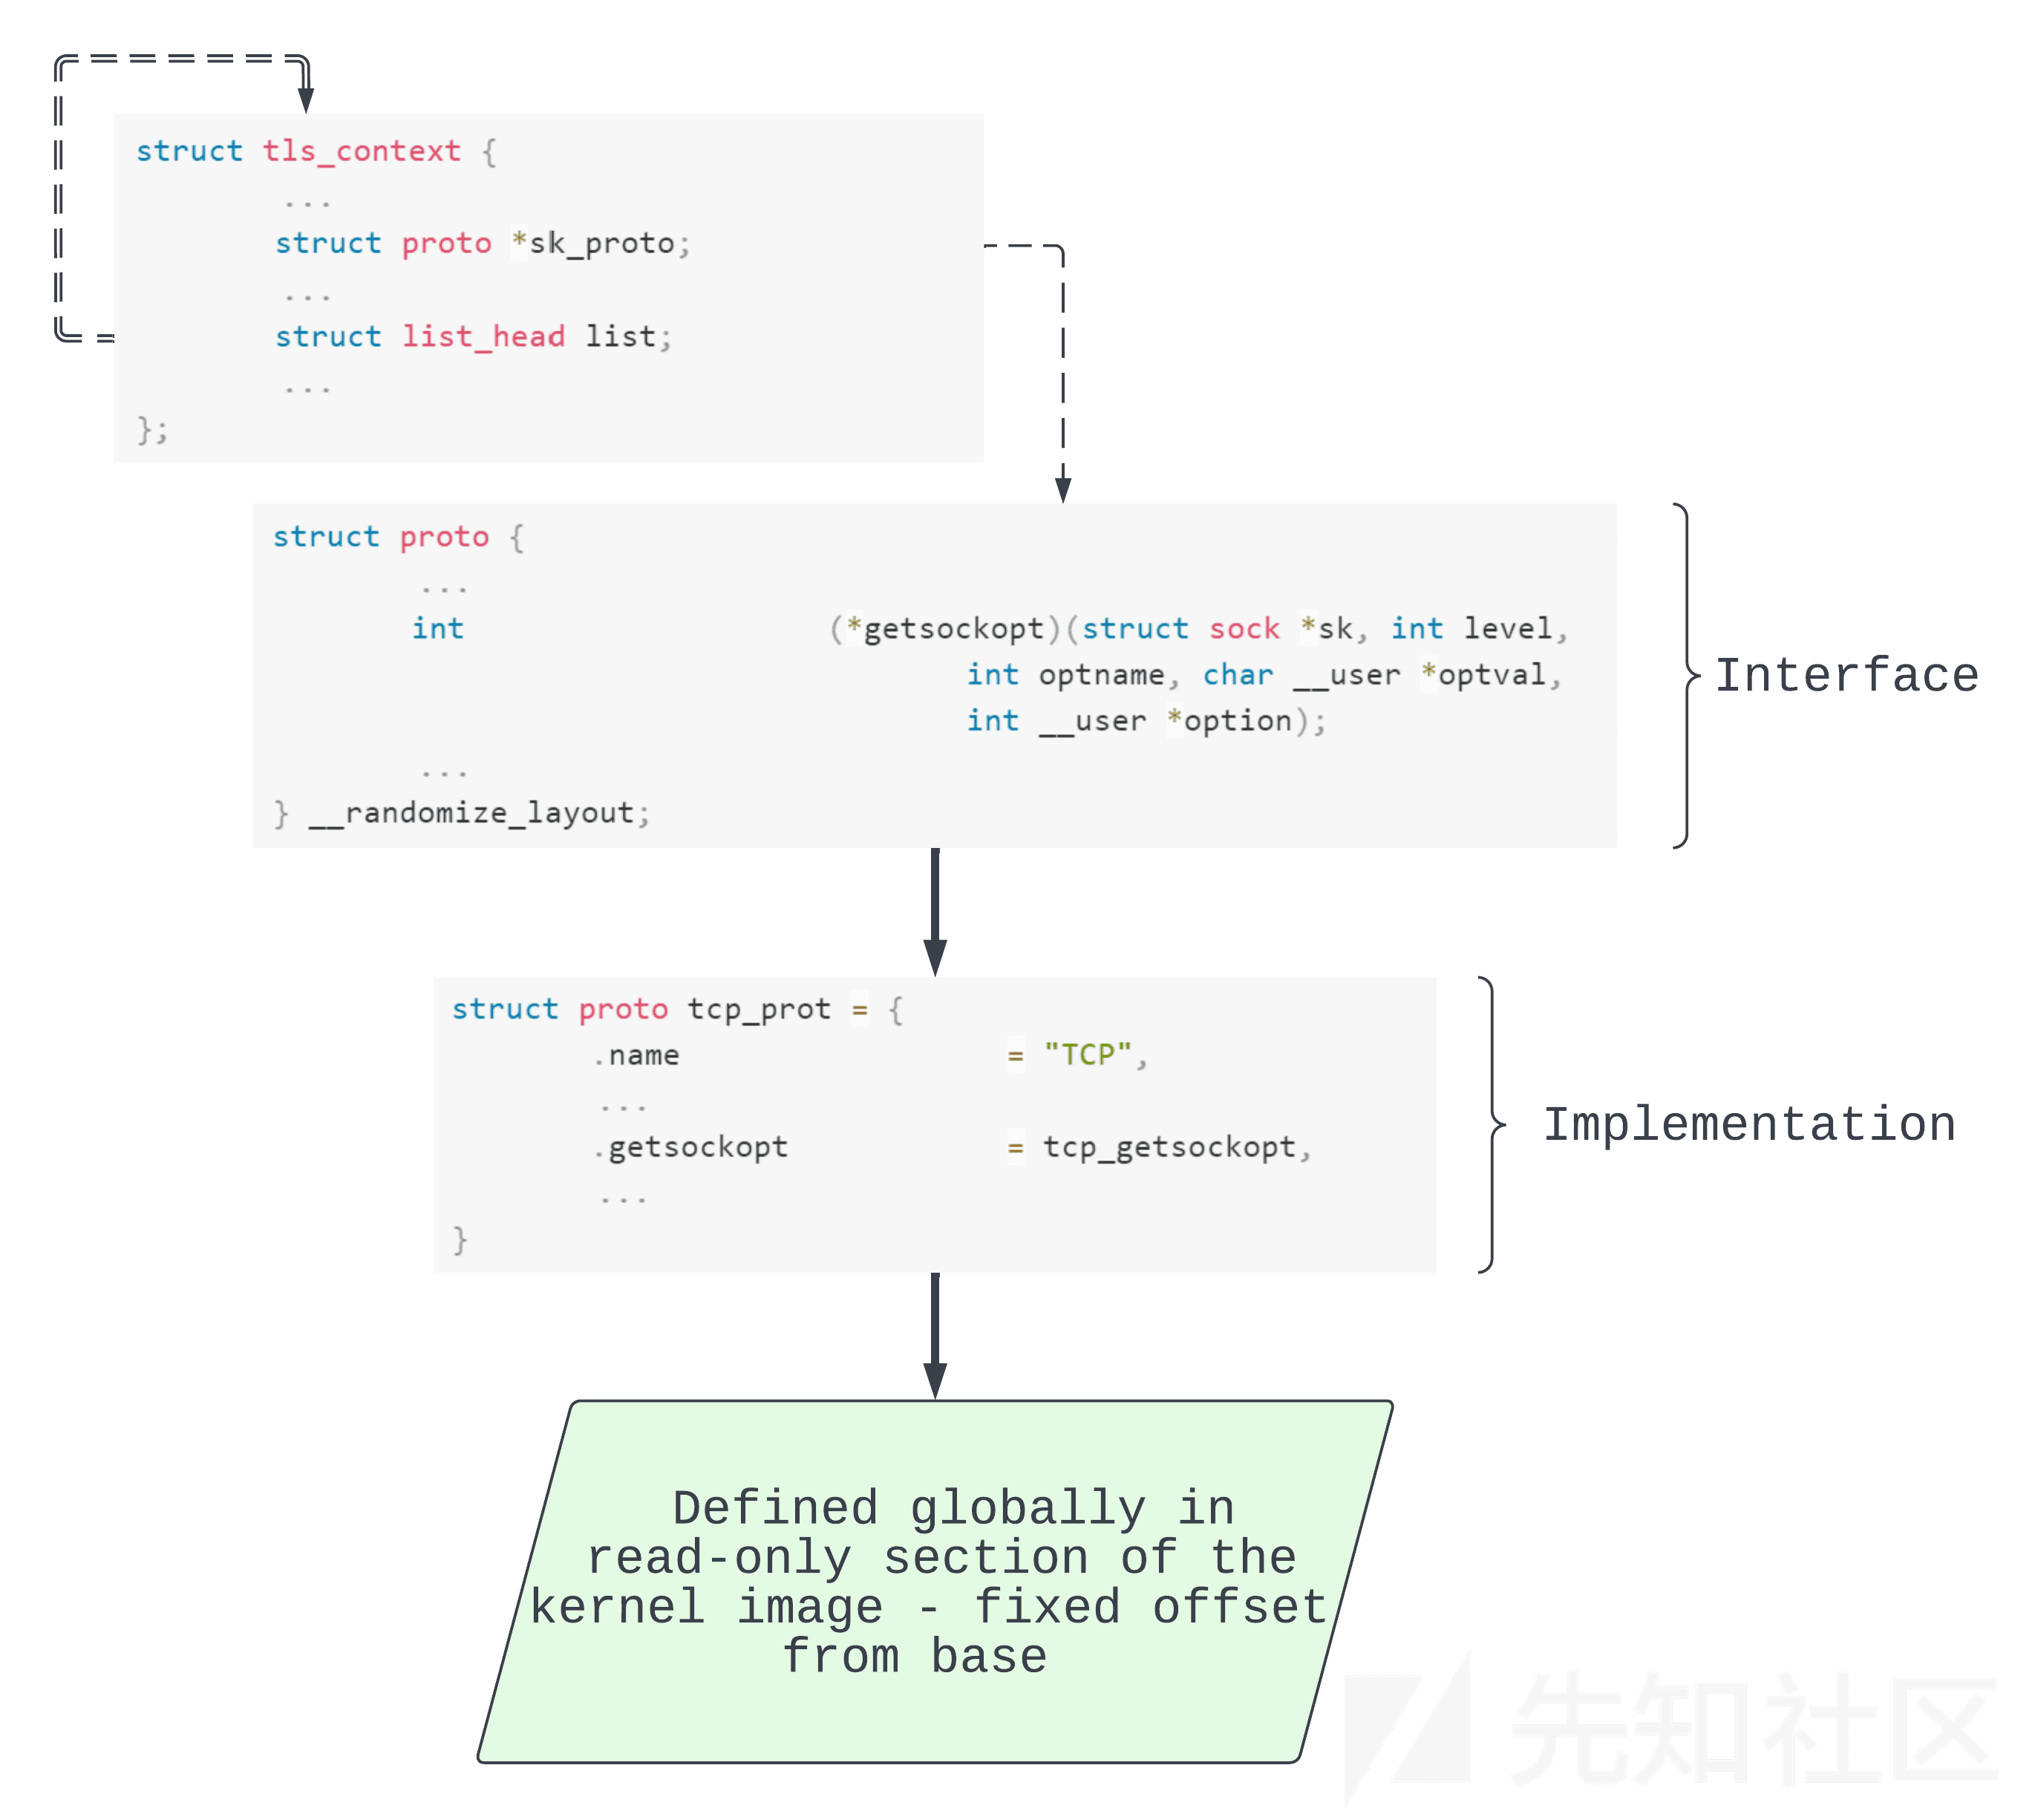 struct tls_context {
...
struct proto *sk_proto;
...
struct list_head list;
...
};
struct proto {
...
int (*getsockopt)(struct sock *sk, int level,
int optname, char __user *optval,
int __user *option);
...
} __randomize_layout;
Interface
struct proto tcp_prot = {
.name = "TCP",
...
.getsockopt = tcp_getsockopt,
...
}
Implementation
Defined globally in
read-only section of the
kernel image - fixed offset
from base
先知社区